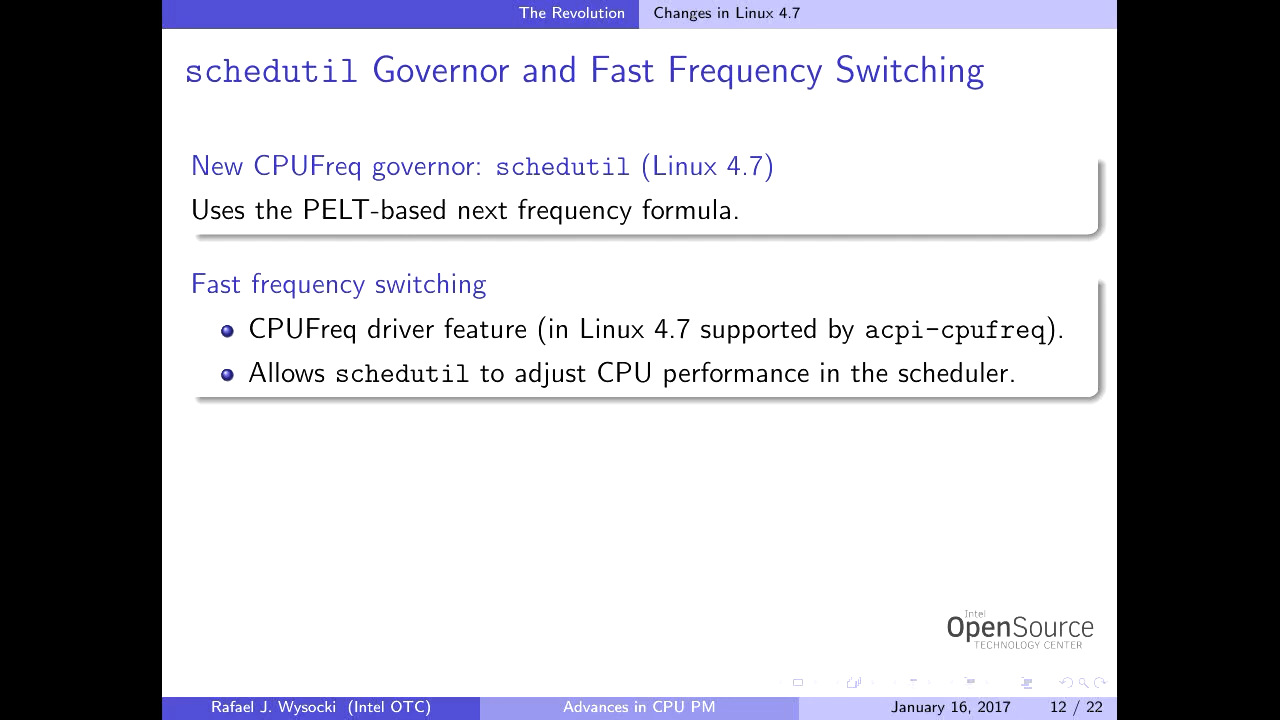 The Revolution Changes in Linux 4.7
schedutil Governor and Fast Frequency Switching
New CPUFreq governor: schedutil (Linux 4.7)
Uses the PELT-based next frequency formula.
Fast frequency switching
CPUFreq driver feature (in Linux 4.7 supported by acpi-cpufreq).
Allows schedutil to adjust CPU performance in the scheduler.
Intel
OpenSource
TECHNOLOGY CENTER
Rafael J. Wysocki (Intel OTC) Advances in CPU PM January 16, 2017 12 / 22